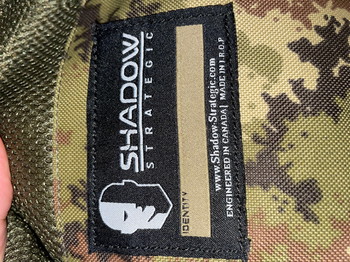 SHADOW
STRATEGIC
IDENTITY
www.Shadow-Strategic.com
ENGINEERED IN CANADA | MADE IN P.R.O.P